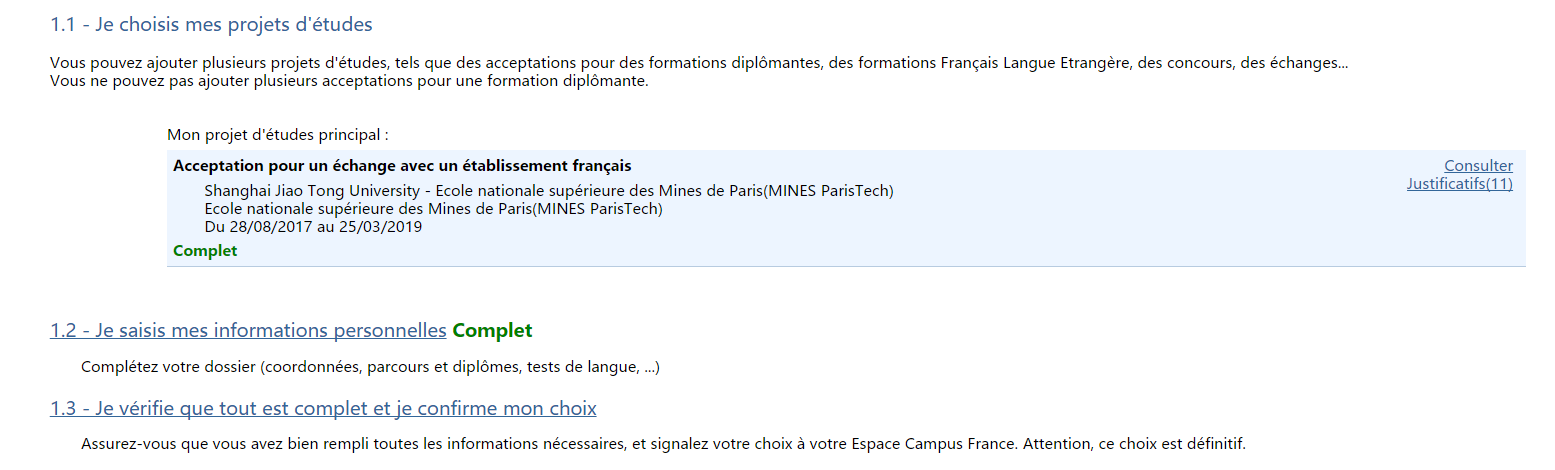 1.1 - Je choisis mes projets d'études
Vous pouvez ajouter plusieurs projets d'études, tels que des acceptations pour des formations diplômantes, des formations Français Langue Etrangère, des concours, des échanges...
Vous ne pouvez pas ajouter plusieurs acceptations pour une formation diplômante.
Mon projet d'études principal :
Acceptation pour un échange avec un établissement français
Consulter
Justificatifs(11)
Shanghai Jiao Tong University - Ecole nationale supérieure des Mines de Paris(MINES ParisTech)
Ecole nationale supérieure des Mines de Paris(MINES ParisTech)
Du 28/08/2017 au 25/03/2019
Complet
1.2 - Je saisis mes informations personnelles Complet
Complétez votre dossier (coordonnées, parcours et diplômes, tests de langue, ...)
1.3 - Je vérifie que tout est complet et je confirme mon choix
Assurez-vous que vous avez bien rempli toutes les informations nécessaires, et signalez votre choix à votre Espace Campus France. Attention, ce choix est définitif.